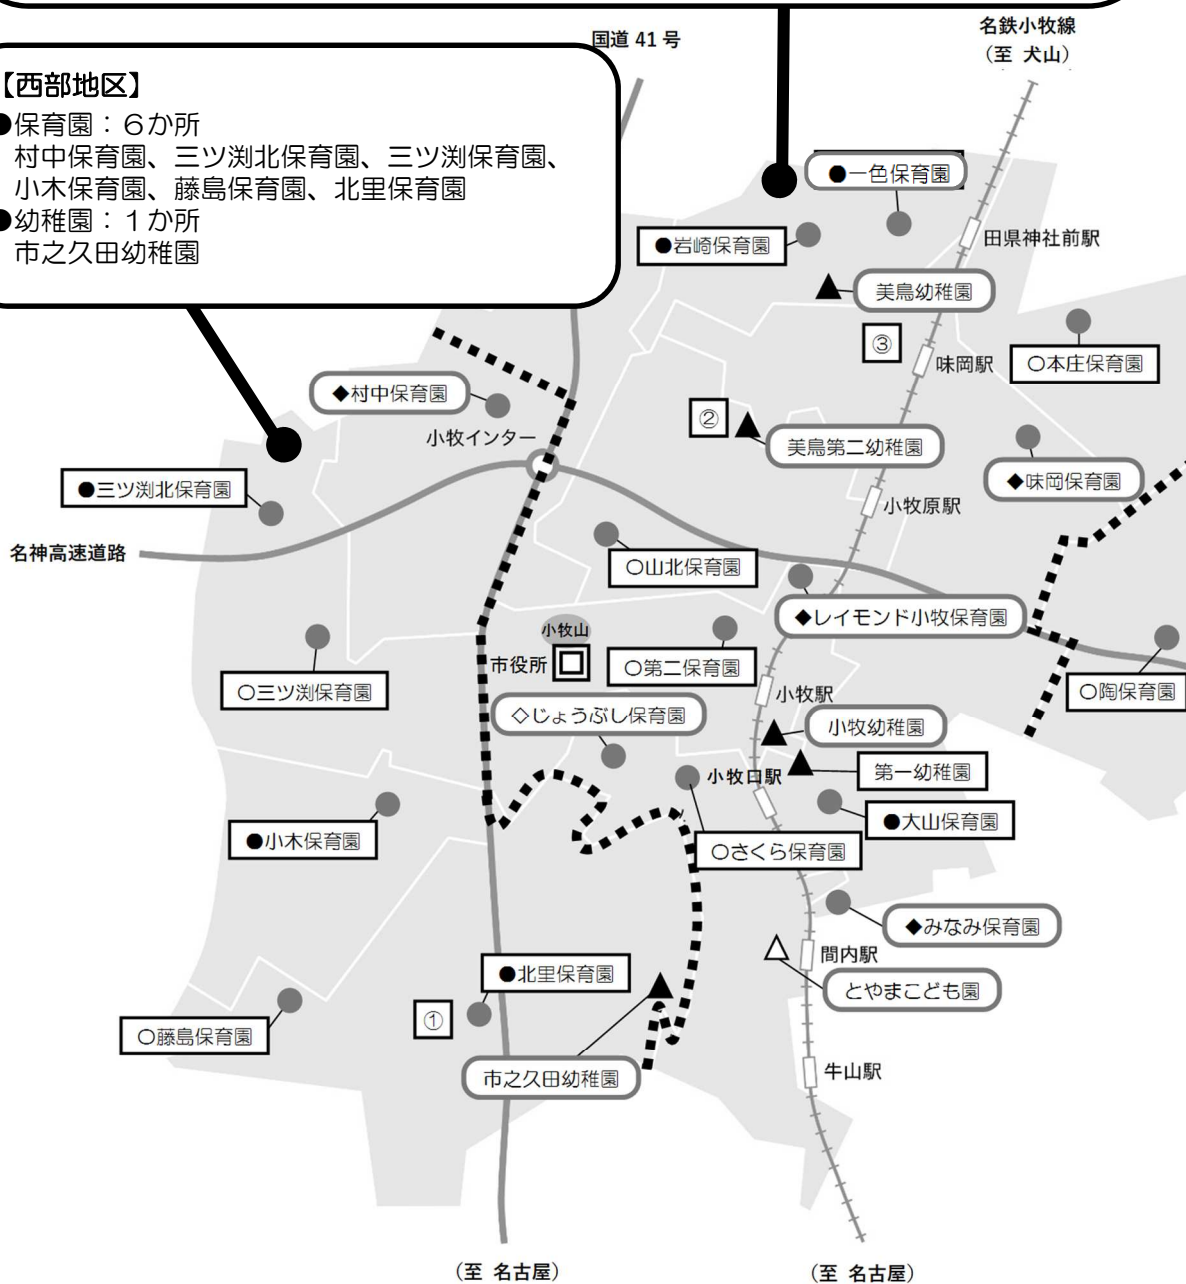 国道 41 号
名鉄小牧線
（至 犬山）
【西部地区】
●保育園：６か所
村中保育園、三ツ渕北保育園、三ツ渕保育園、
小木保育園、藤島保育園、北里保育園
●幼稚園：１か所
市之久田幼稚園
●一色保育園
●岩崎保育園
田県神社前駅
美鳥幼稚園
③
味岡駅
○本庄保育園
◆村中保育園
②
小牧インター
美鳥第二幼稚園
◆味岡保育園
●三ツ渕北保育園
小牧原駅
名神高速道路
○山北保育園
◆レイモンド小牧保育園
小牧山
市役所
○第二保育園
○三ツ渕保育園
○陶保育園
小牧駅
◇じょうぶし保育園
小牧幼稚園
小牧口駅
第一幼稚園
●大山保育園
●小木保育園
○さくら保育園
◆みなみ保育園
間内駅
●北里保育園
とやまこども園
①
○藤島保育園
市之久田幼稚園
牛山駅
（至 名古屋）
（至 名古屋）